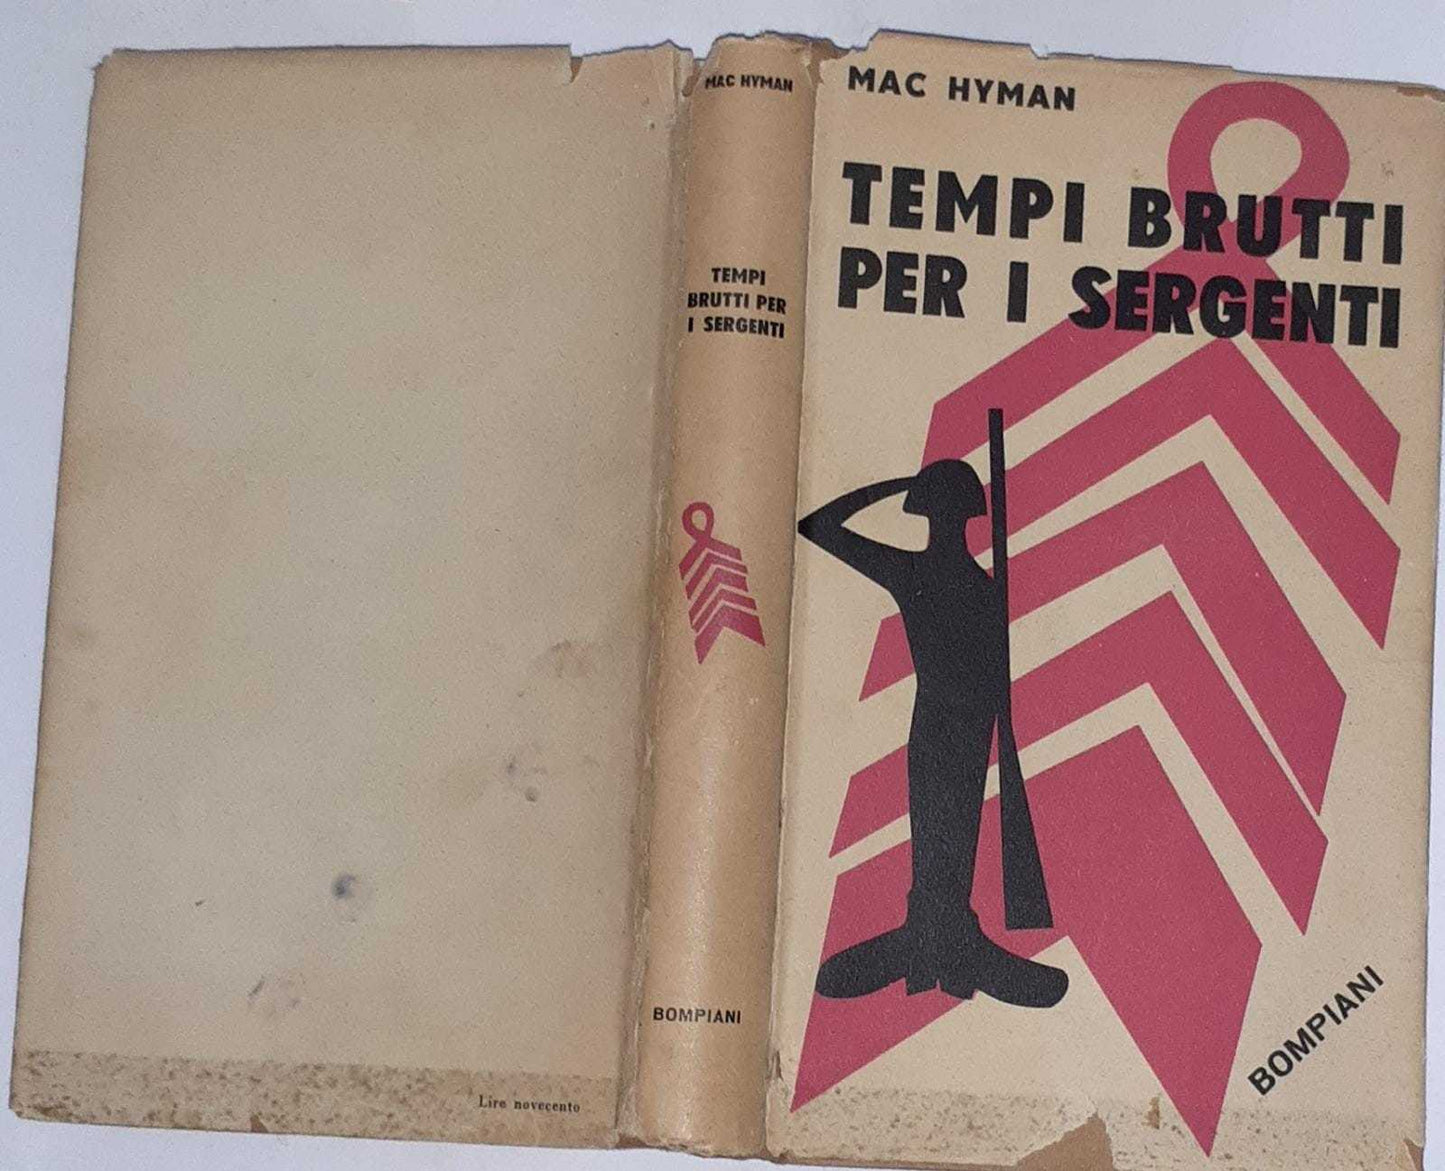 MAC HYMAN
TEMPI BRUTTI
PER I SERGENTI
BOMPIANI
MAC HYMAN
TEMPI
BRUTTI PER
I SERGENTI
BOMPIANI
Lire novecento